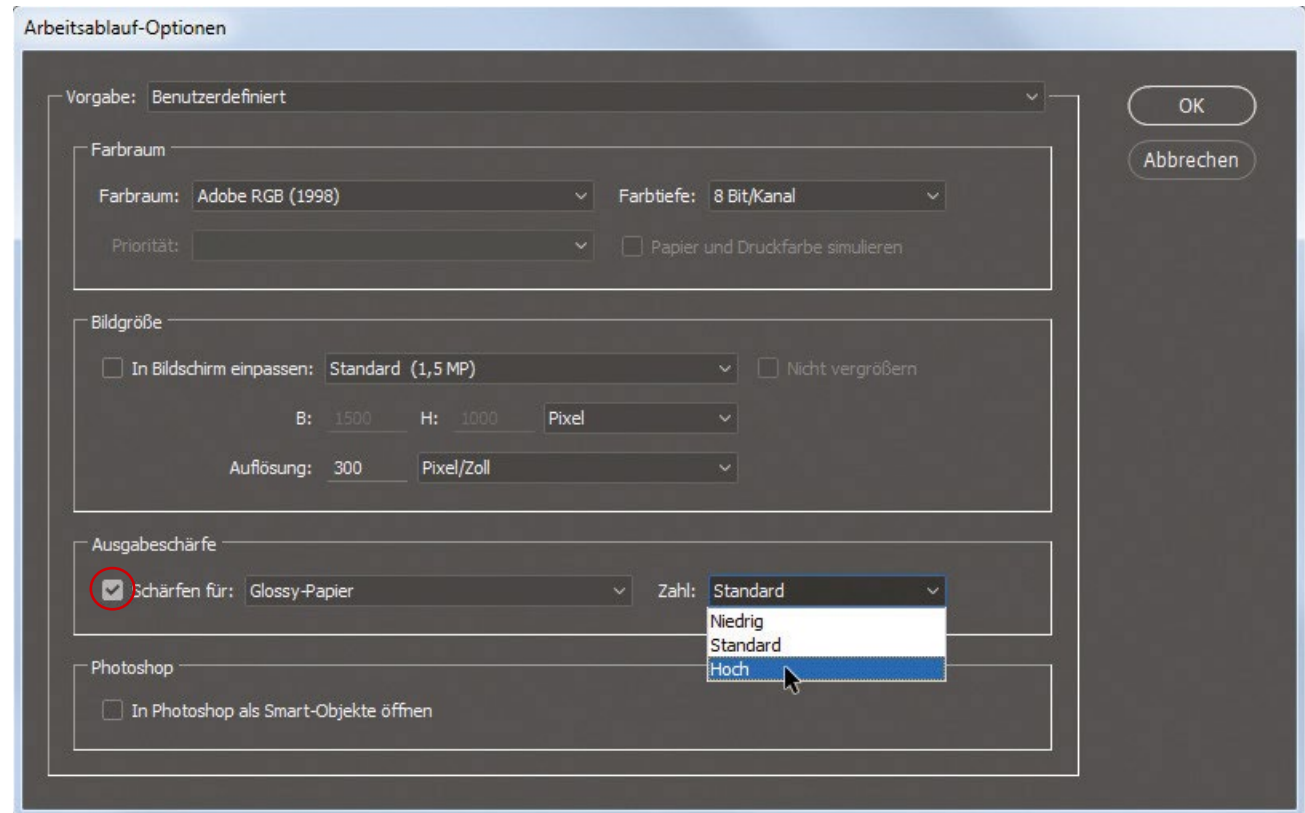 Arbeitsablauf-Optionen
Vorgabe: Benutzerdefiniert
OK
Abbrechen
Farbraum
Farbraum: Adobe RGB (1998) Farbtiefe: 8 Bit/Kanal
Priorität: Papier und Druckfarbe simulieren
Bildgröße
In Bildschirm einpassen: Standard (1,5 MP) Nicht vergrößern
B: 1500 H: 1000 Pixel
Auflösung: 300 Pixel/Zoll
Ausgabeschärfe
Schärfen für: Glossy-Papier Zahl: Standard
Niedrig
Standard
Hoch
Photoshop
In Photoshop als Smart-Objekte öffnen